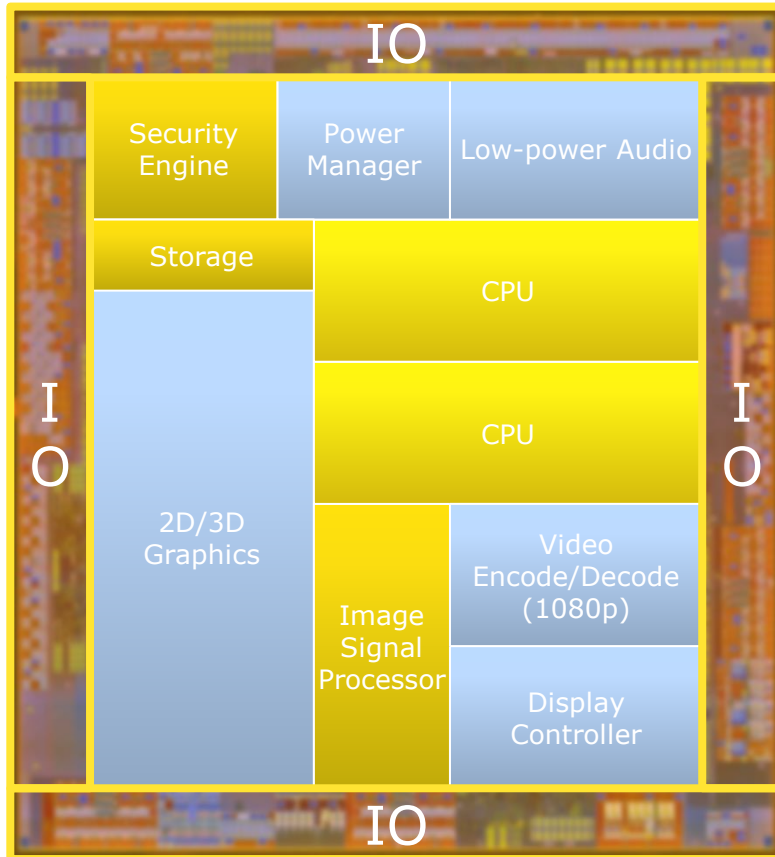 IO
Security
Engine
Power
Manager
Low-power Audio
Storage
CPU
I
O
I
O
CPU
2D/3D
Graphics
Video
Encode/Decode
(1080p)
Image
Signal
Processor
Display
Controller
IO